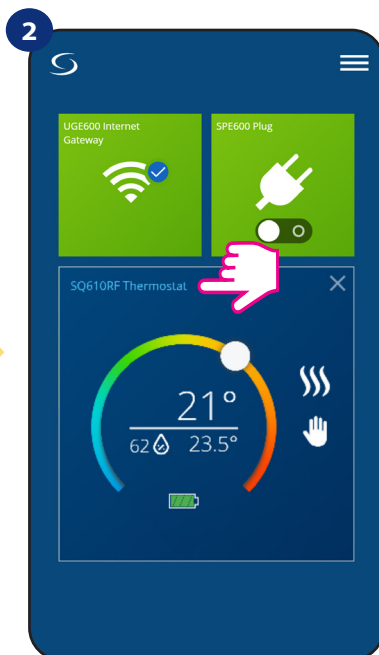 2
UGE600 Internet
Gateway
SPE600 Plug
SQ610RF Thermostat
21°
62 23.5°